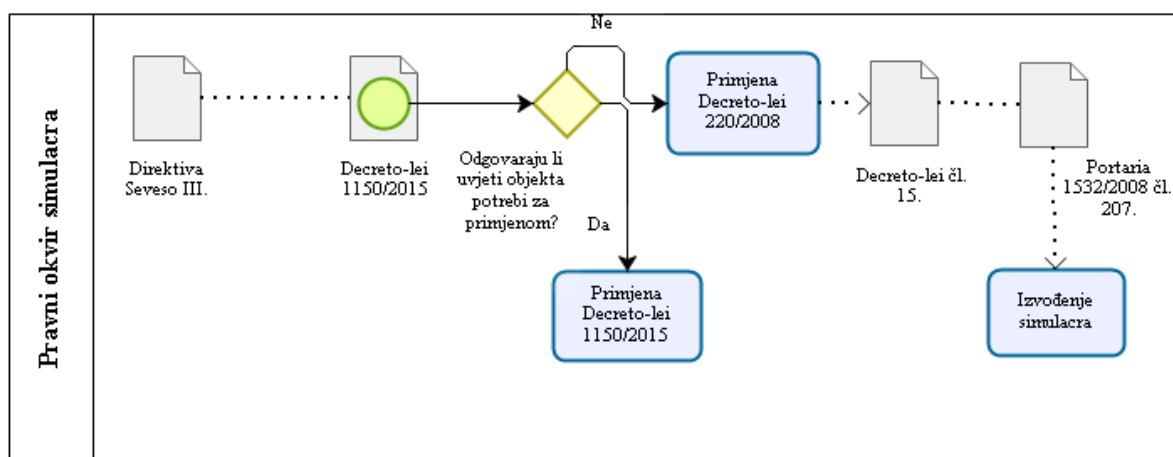 Pravni okvir simulacra
Direktiva
Seveso III.
Decreto-lei
1150/2015
Odgovaraju li
uvjeti objekta
potrebi za
primjenom?
Ne
Da
Primjena
Decreto-lei
220/2008
Primjena
Decreto-lei
1150/2015
Decreto-lei čl.
15.
Portaria
1532/2008 čl.
207.
Izvođenje
simulacra